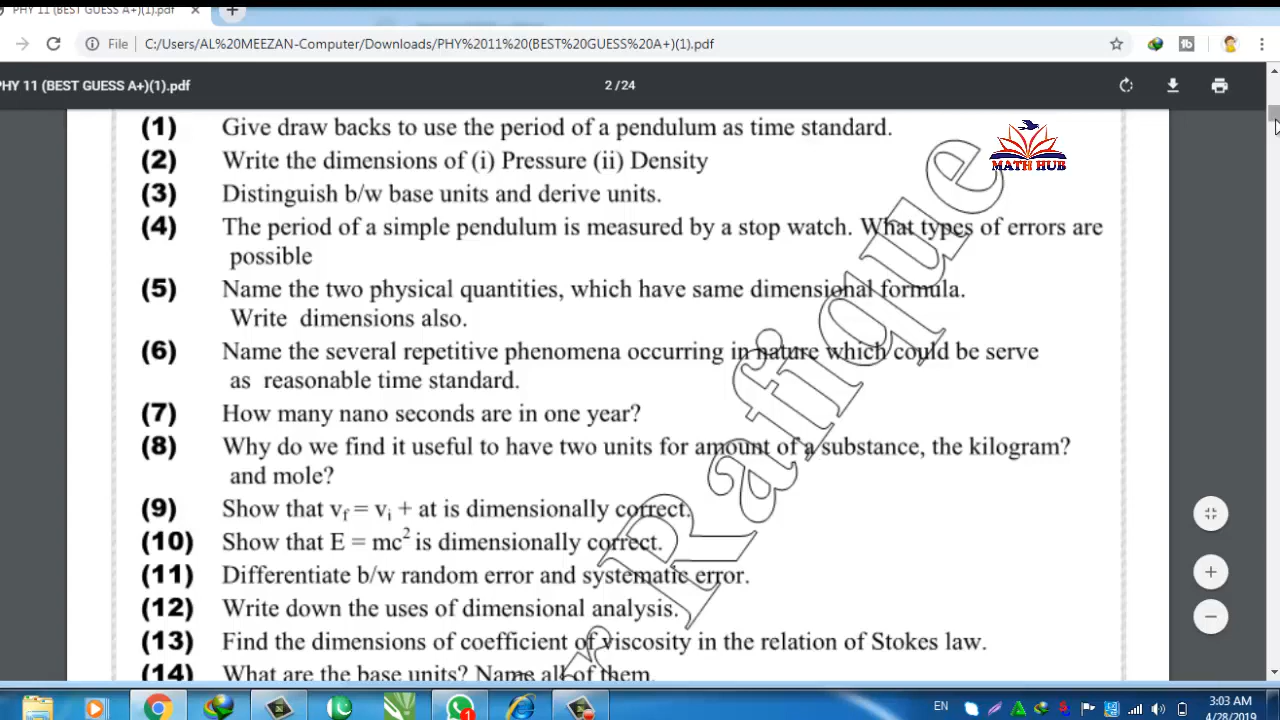 PHY 11 (BEST GUESS A+)(1).pdf
File C:/Users/AL%20MEEZAN-Computer/Downloads/PHY%2011%20(BEST%20GUESS%20A+)(1).pdf
PHY 11 (BEST GUESS A+)(1).pdf 2/24
MATH HUB
(1) Give draw backs to use the period of a pendulum as time standard.
(2) Write the dimensions of (i) Pressure (ii) Density
(3) Distinguish b/w base units and derive units.
(4) The period of a simple pendulum is measured by a stop watch. What types of errors are
possible
(5) Name the two physical quantities, which have same dimensional formula.
Write dimensions also.
(6) Name the several repetitive phenomena occurring in nature which could be serve
as reasonable time standard.
(7) How many nano seconds are in one year?
(8) Why do we find it useful to have two units for amount of a substance, the kilogram?
and mole?
(9) Show that v_f = v_i + at is dimensionally correct.
(10) Show that E = mc² is dimensionally correct.
(11) Differentiate b/w random error and systematic error.
(12) Write down the uses of dimensional analysis.
(13) Find the dimensions of coefficient of viscosity in the relation of Stokes law.
(14) What are the base units? Name all of them.
Rafique
EN 3:03 AM
4/28/2019